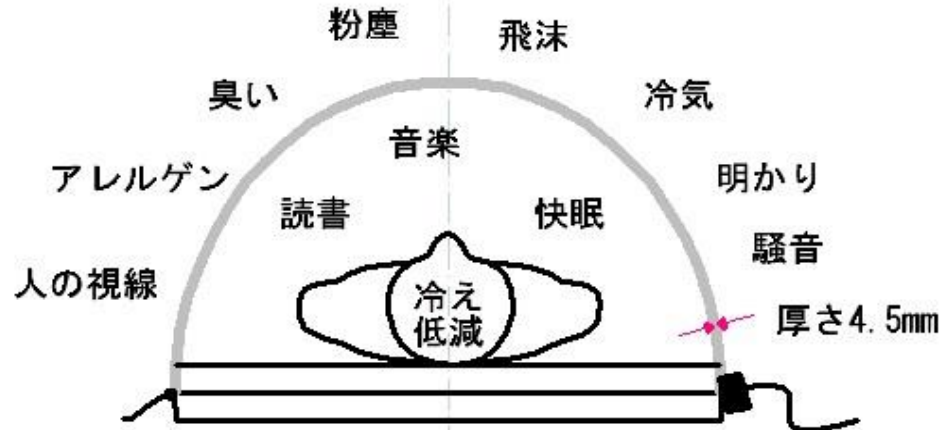 粉塵
飛沫
臭い
冷気
音楽
アレルゲン
明かり
読書
快眠
騒音
人の視線
冷え
低減
厚さ4.5mm